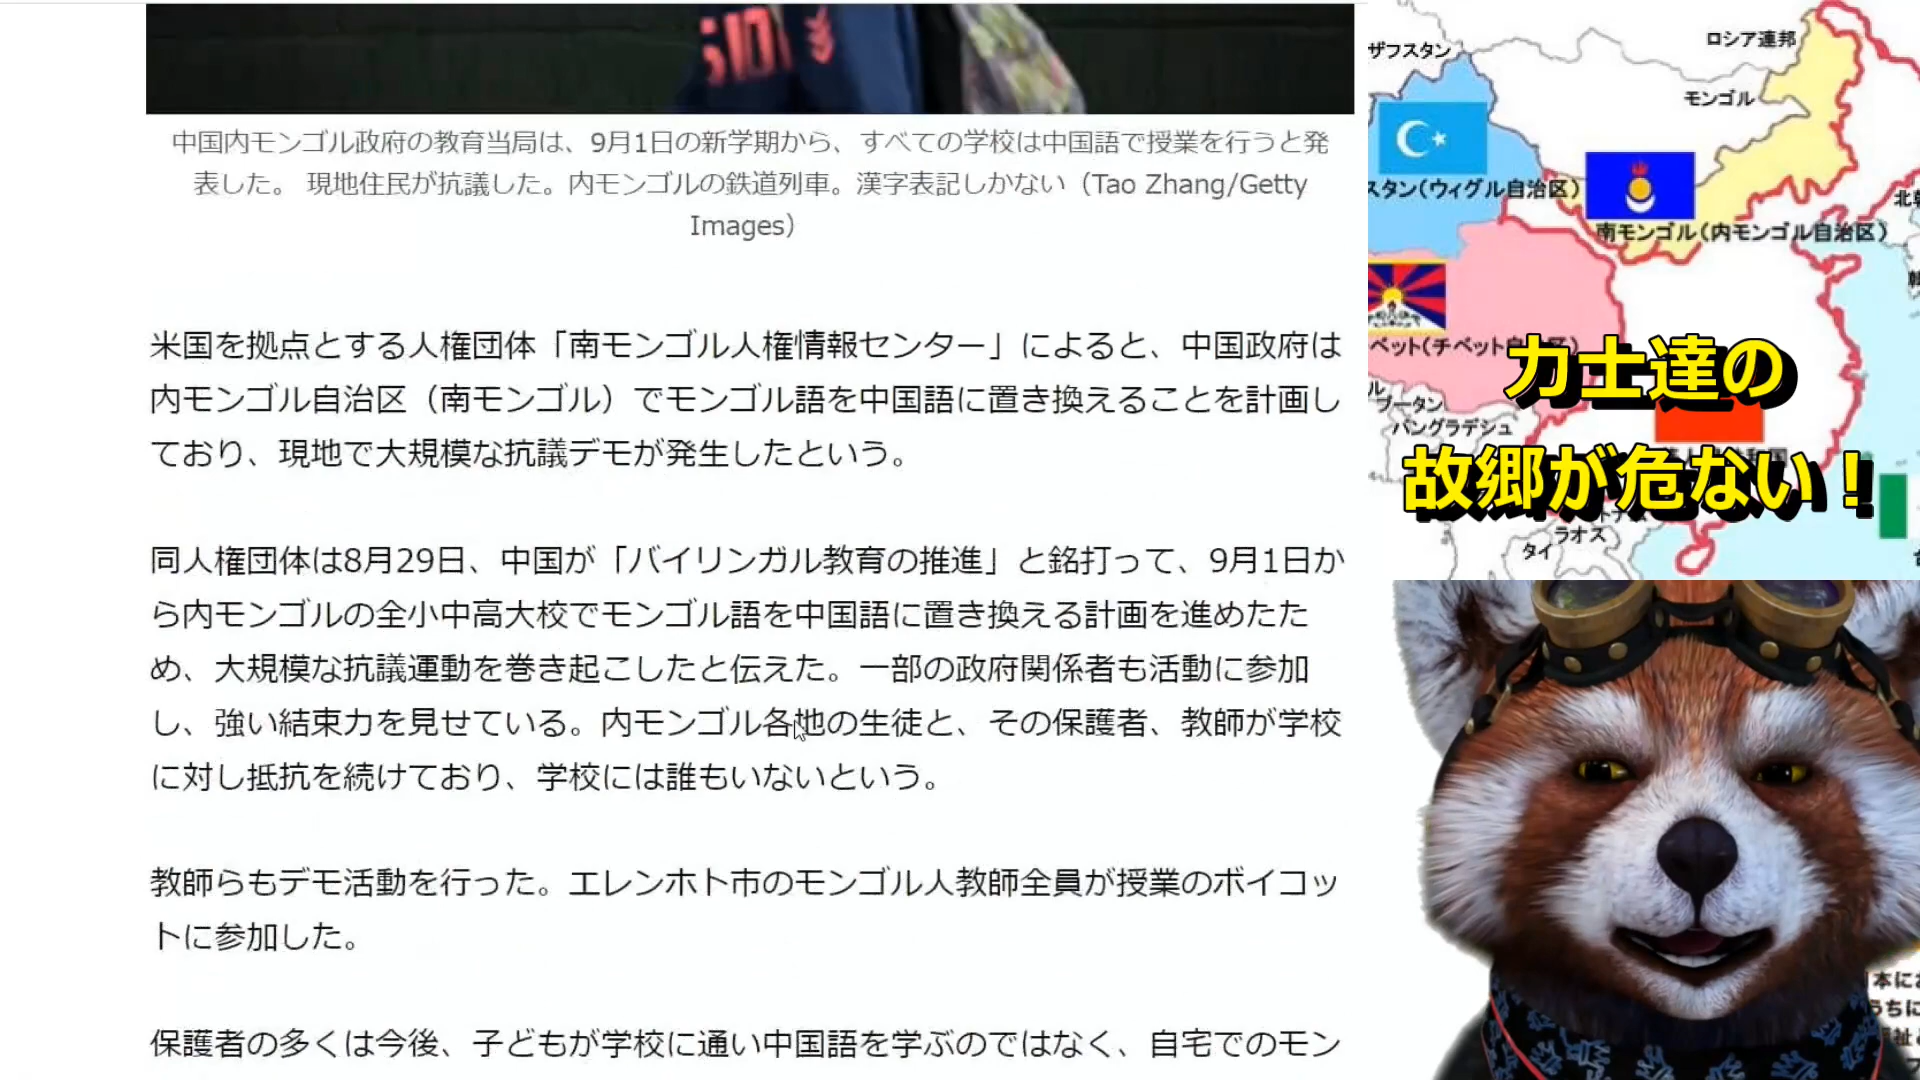 中国内モンゴル政府の教育当局は、9月1日の新学期から、すべての学校は中国語で授業を行うと発
表した。 現地住民が抗議した。内モンゴルの鉄道列車。漢字表記しかない（Tao Zhang/Getty
Images）
米国を拠点とする人権団体「南モンゴル人権情報センター」によると、中国政府は
内モンゴル自治区（南モンゴル）でモンゴル語を中国語に置き換えることを計画し
ており、現地で大規模な抗議デモが発生したという。
同人権団体は8月29日、中国が「バイリンガル教育の推進」と銘打って、9月1日か
ら内モンゴルの全小中高大校でモンゴル語を中国語に置き換える計画を進めたた
め、大規模な抗議運動を巻き起こしたと伝えた。一部の政府関係者も活動に参加
し、強い結束力を見せている。内モンゴル各地の生徒と、その保護者、教師が学校
に対し抵抗を続けており、学校には誰もいないという。
教師らもデモ活動を行った。エレンホト市のモンゴル人教師全員が授業のボイコッ
トに参加した。
保護者の多くは今後、子どもが学校に通い中国語を学ぶのではなく、自宅でのモン
ザフスタン
ロシア連邦
モンゴル
スタン（ウィグル自治区）
南モンゴル（内モンゴル自治区）
ベット（チベット自治区）
ブータン
バングラデシュ
ラオス
タイ
力士達の
故郷が危ない！